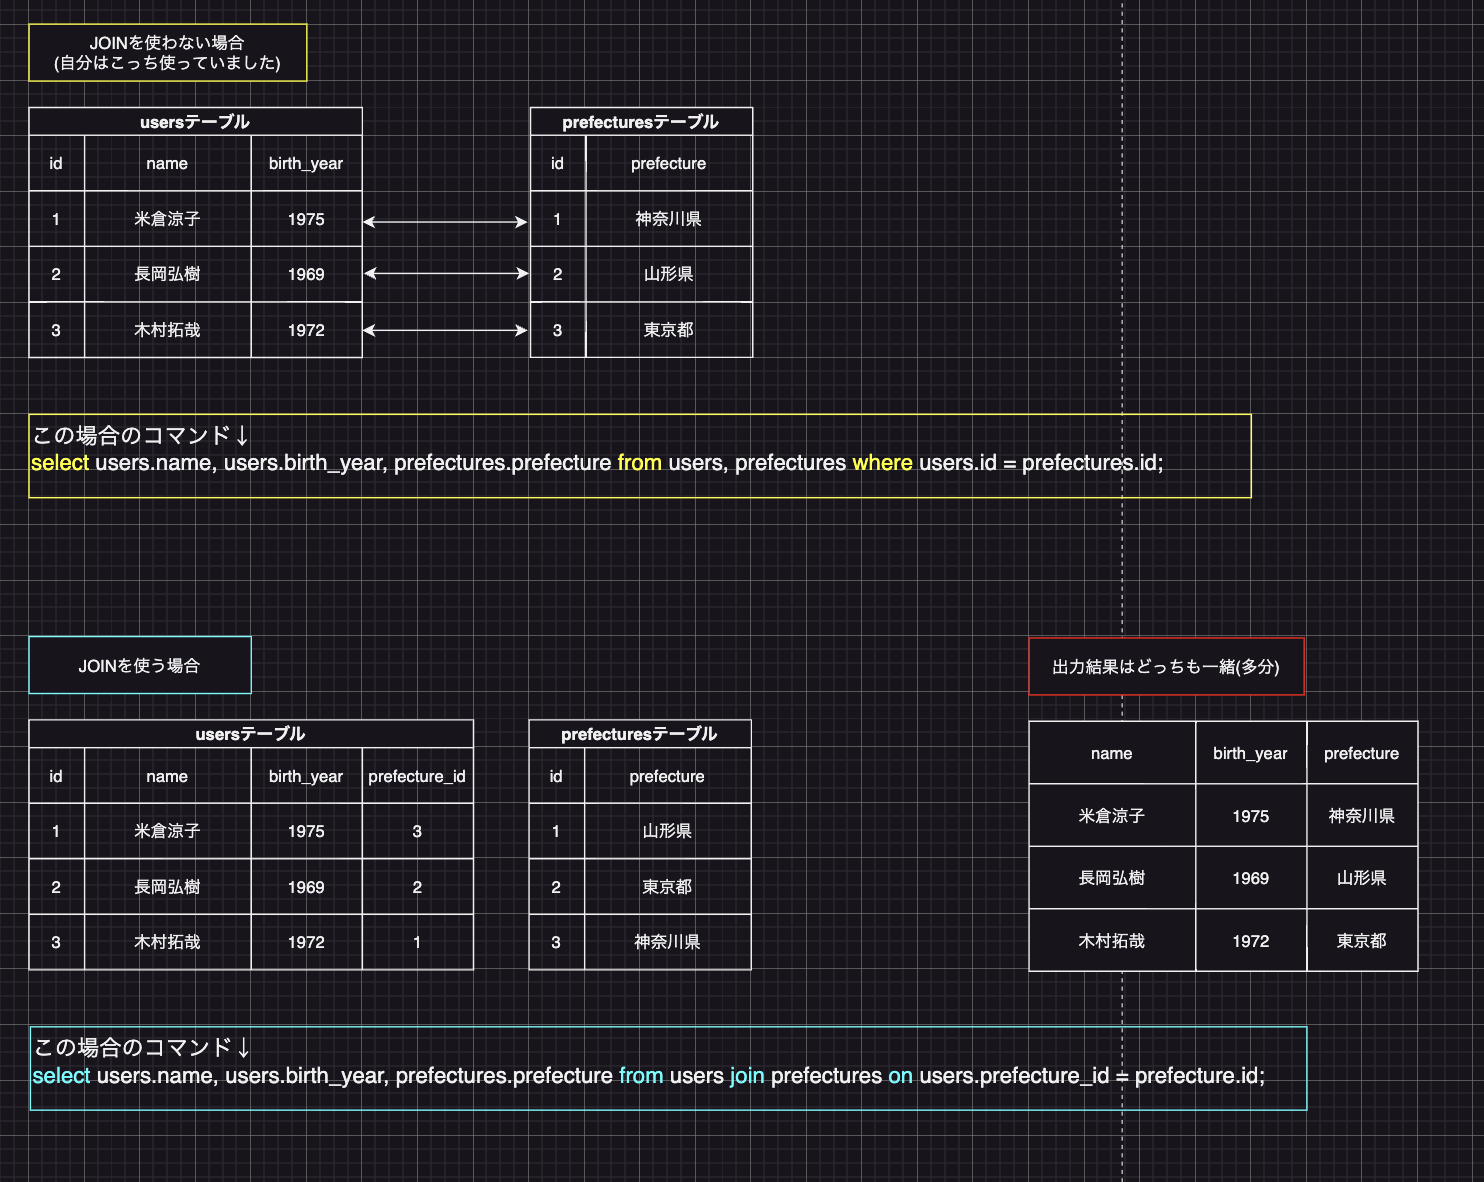 JOINを使わない場合
(自分はこっち使っていました)
usersテーブル
id name birth_year
1 米倉涼子 1975
2 長岡弘樹 1969
3 木村拓哉 1972
prefecturesテーブル
id prefecture
1 神奈川県
2 山形県
3 東京都
この場合のコマンド↓
select users.name, users.birth_year, prefectures.prefecture from users, prefectures where users.id = prefectures.id;
JOINを使う場合
usersテーブル
id name birth_year prefecture_id
1 米倉涼子 1975 3
2 長岡弘樹 1969 2
3 木村拓哉 1972 1
prefecturesテーブル
id prefecture
1 山形県
2 東京都
3 神奈川県
出力結果はどっちも一緒(多分)
name birth_year prefecture
米倉涼子 1975 神奈川県
長岡弘樹 1969 山形県
木村拓哉 1972 東京都
この場合のコマンド↓
select users.name, users.birth_year, prefectures.prefecture from users join prefectures on users.prefecture_id = prefecture.id;